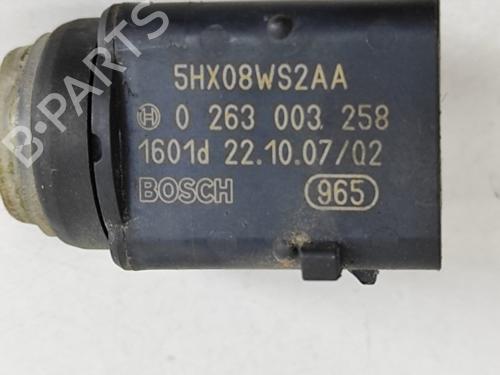 5HX08WS2AA
0 263 003 258
1601d 22.10.07/02
BOSCH 965
B-PARTS